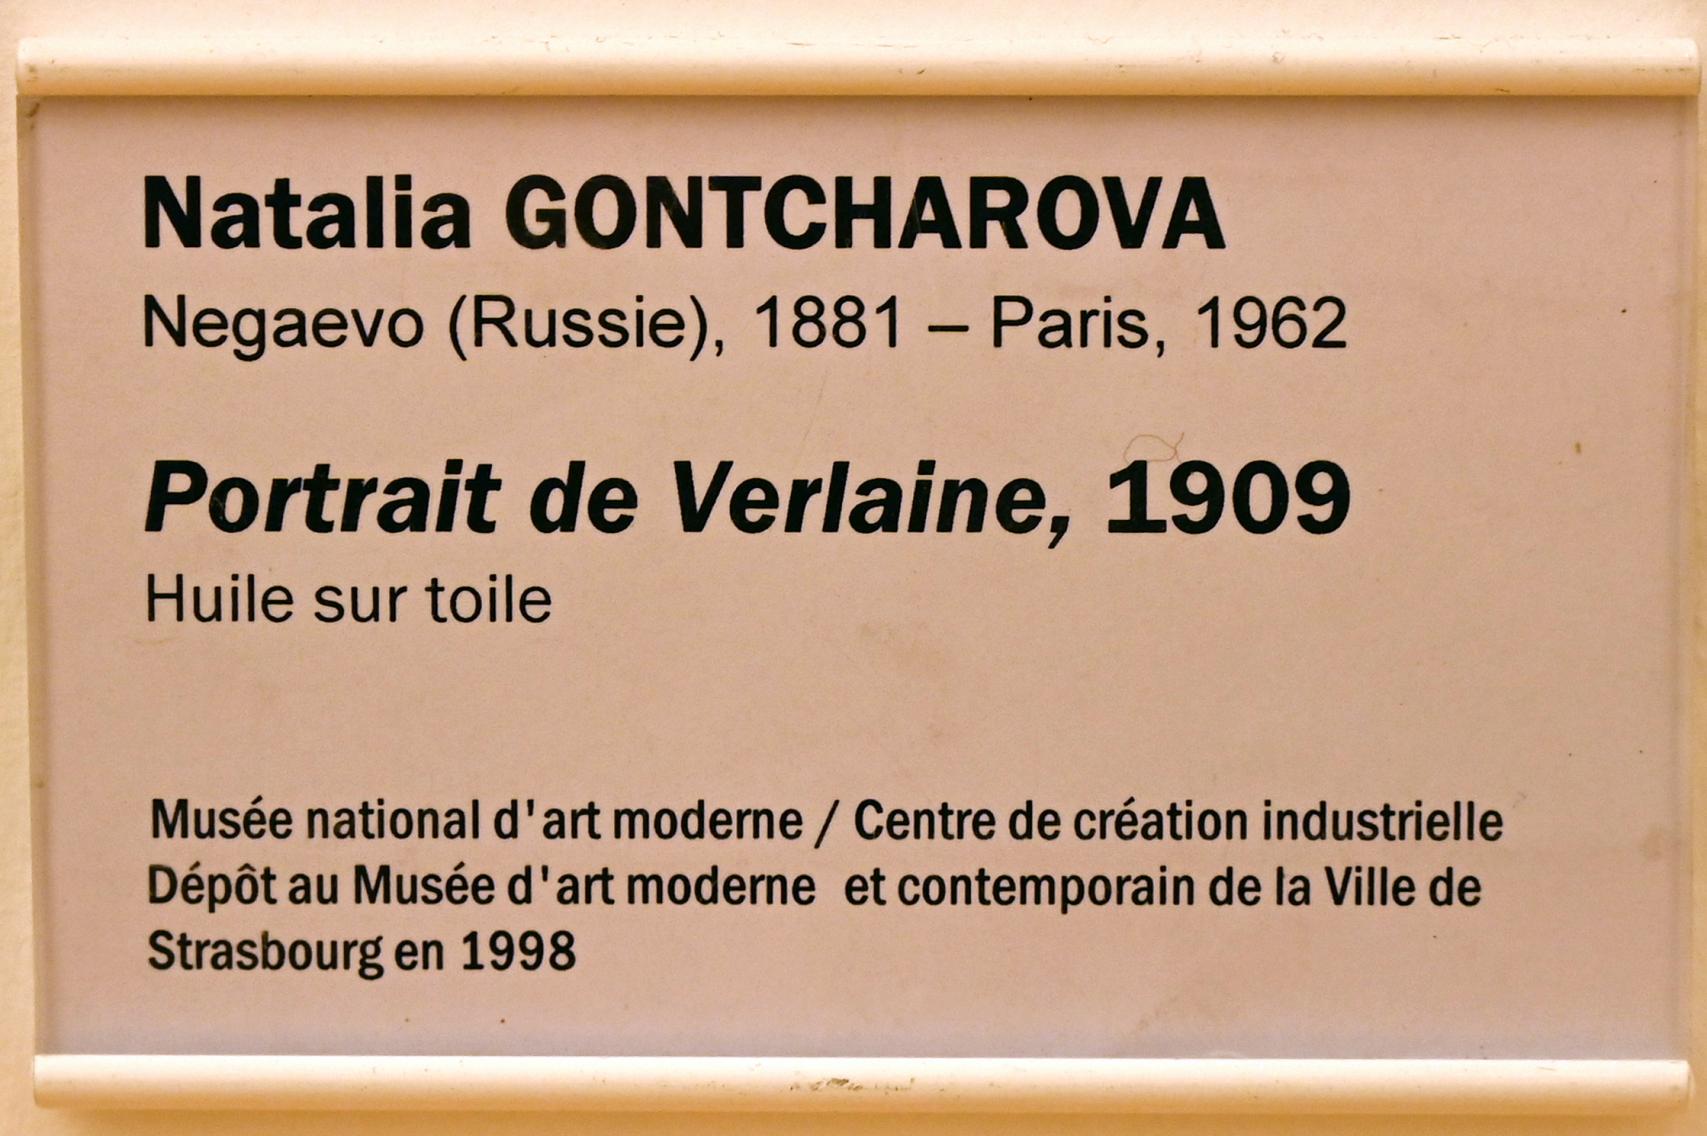 Natalia GONTCHAROVA
Negaevo (Russie), 1881 – Paris, 1962
Portrait de Verlaine, 1909
Huile sur toile
Musée national d'art moderne / Centre de création industrielle
Dépôt au Musée d'art moderne et contemporain de la Ville de
Strasbourg en 1998